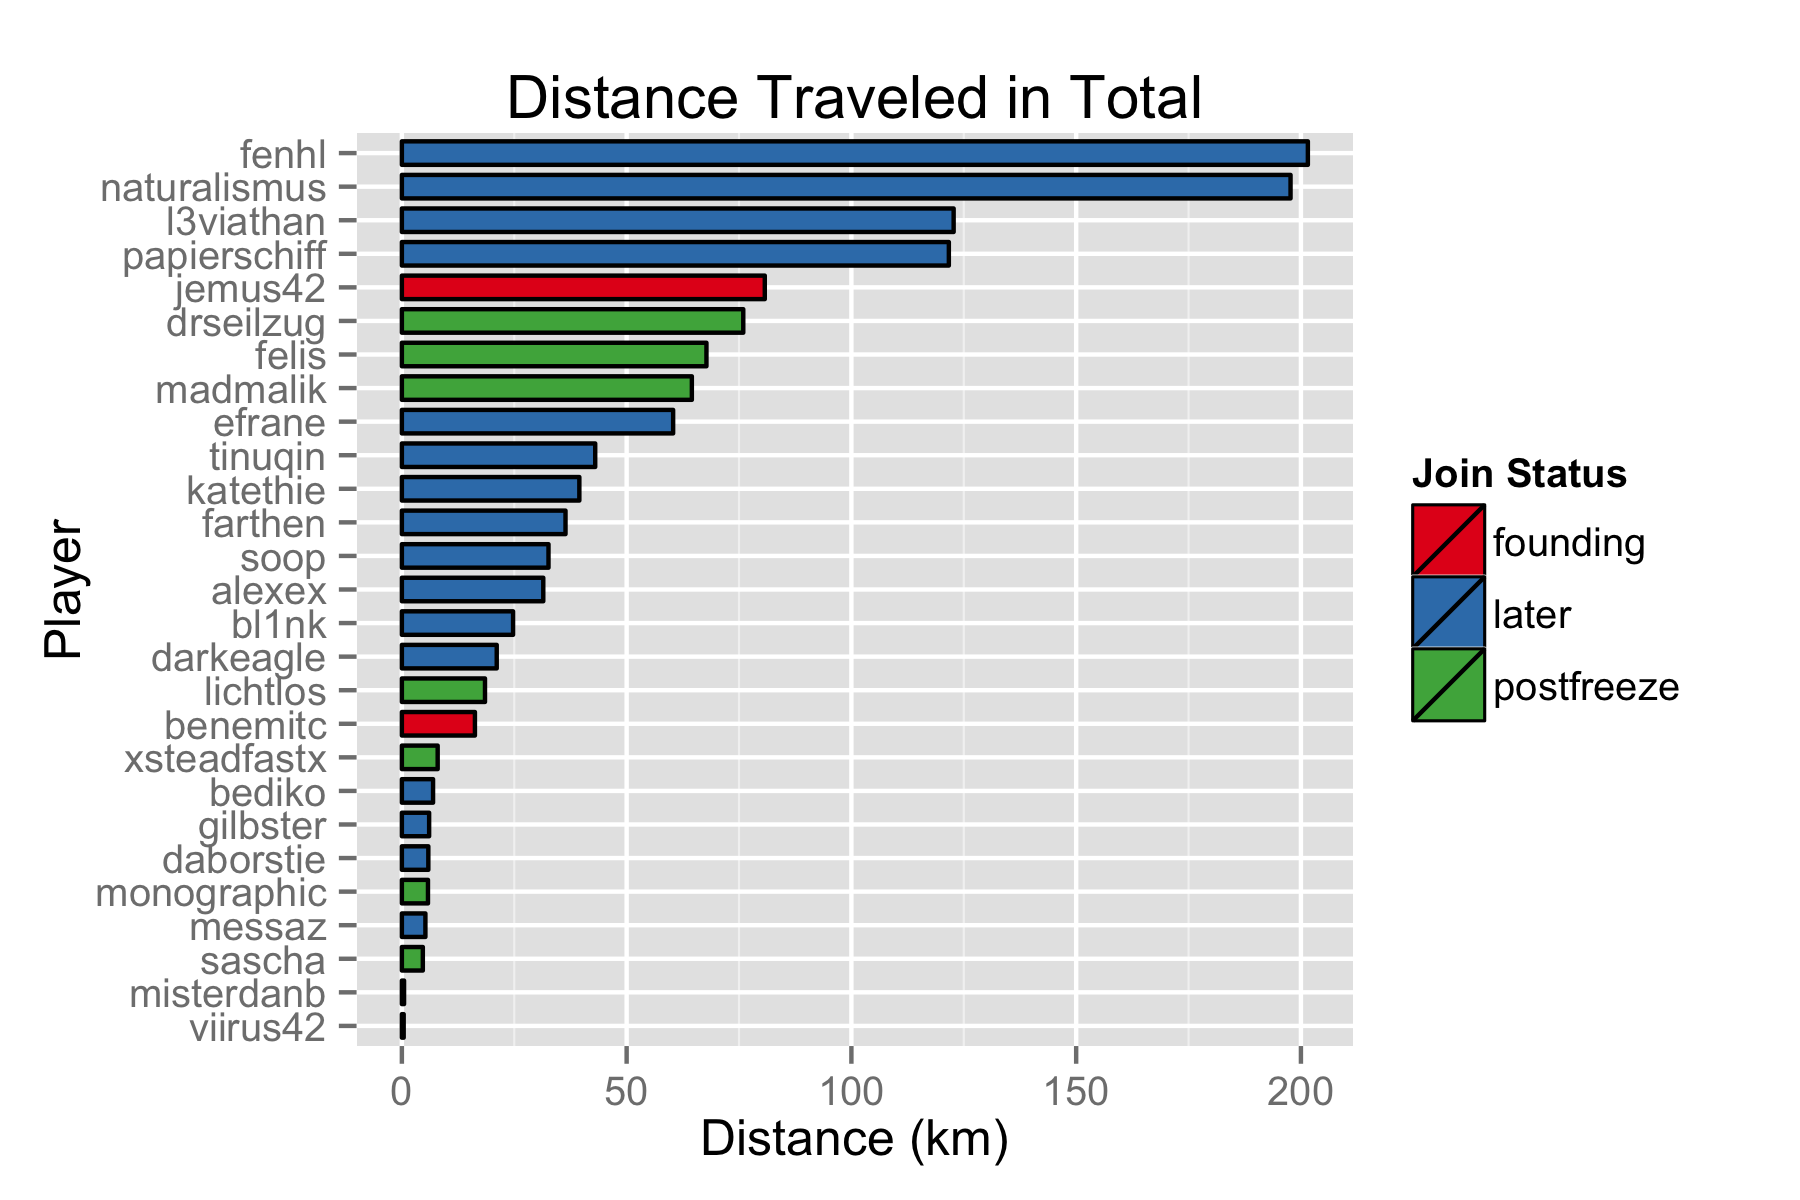 Distance Traveled in Total
fenhl
naturalismus
l3viathan
papierschiff
jemus42
drseilzug
felis
madmalik
efrane
tinuqin
katethie
farthen
soop
alexex
bl1nk
darkeagle
lichtlos
benemitc
xsteadfastx
bediko
gilbster
daborstie
monographic
messaz
sascha
misterdanb
viirus42
Player
0 50 100 150 200
Distance (km)
Join Status
founding
later
postfreeze